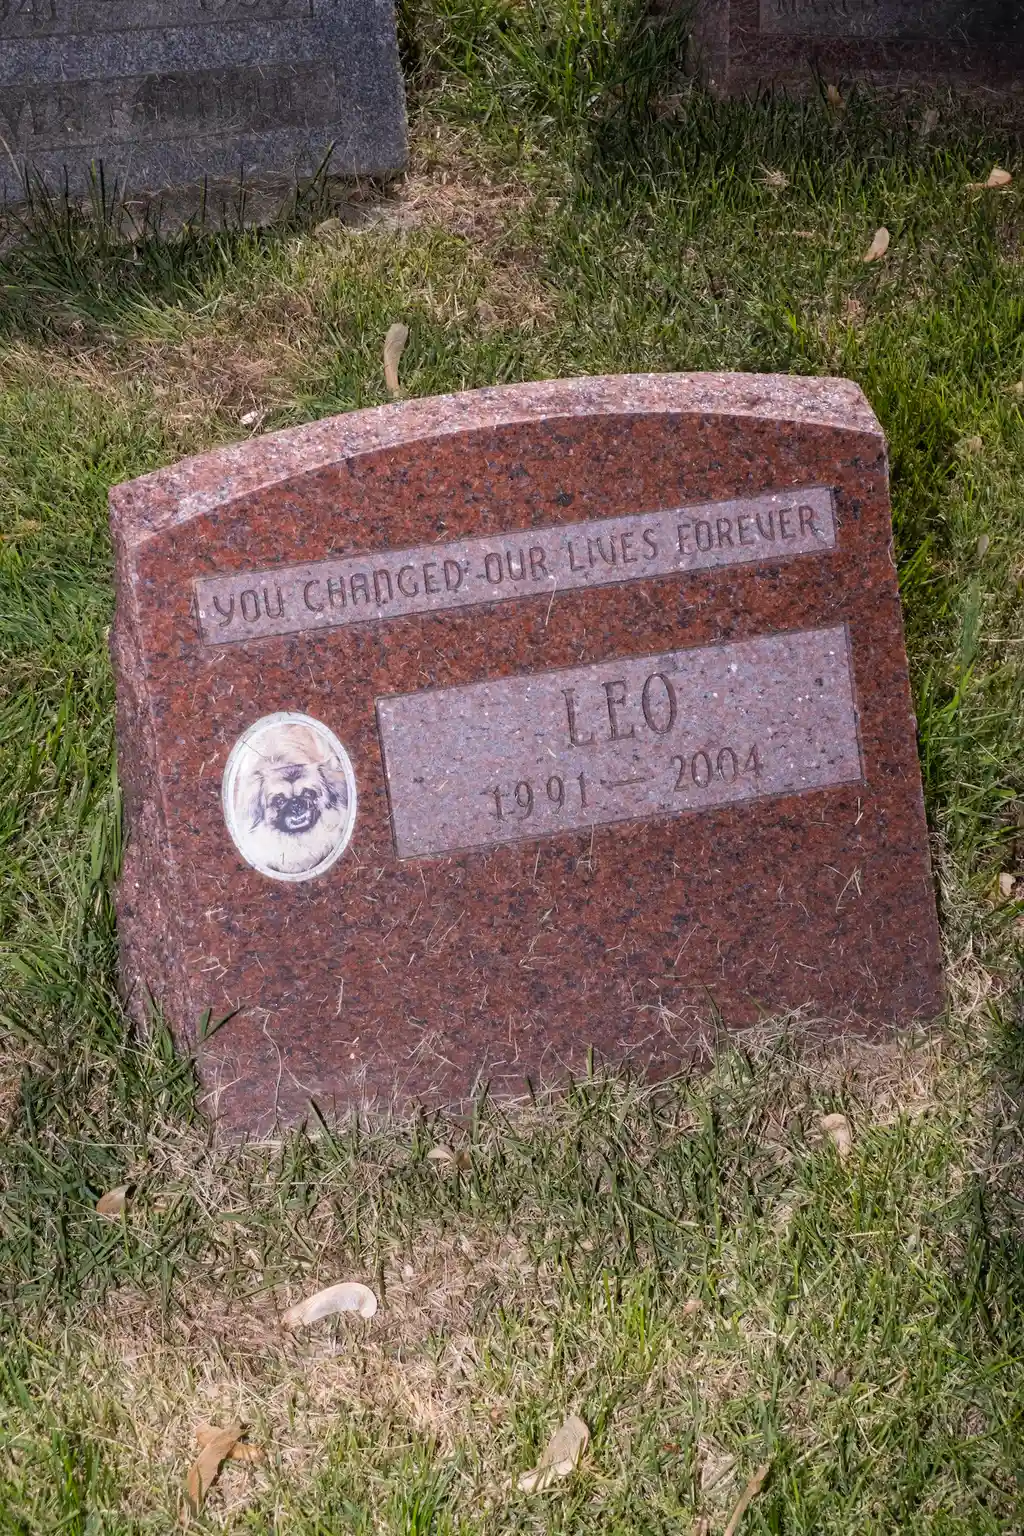 YOU CHANGED OUR LIVES FOREVER
LEO
1991 — 2004